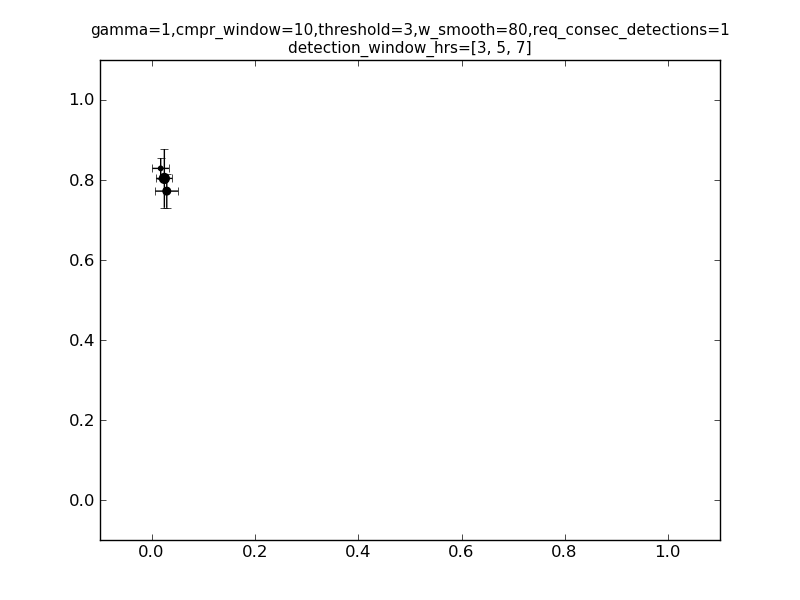 gamma=1,cmpr_window=10,threshold=3,w_smooth=80,req_consec_detections=1
detection_window_hrs=[3, 5, 7]
1.0
0.8
0.6
0.4
0.2
0.0
0.0 0.2 0.4 0.6 0.8 1.0